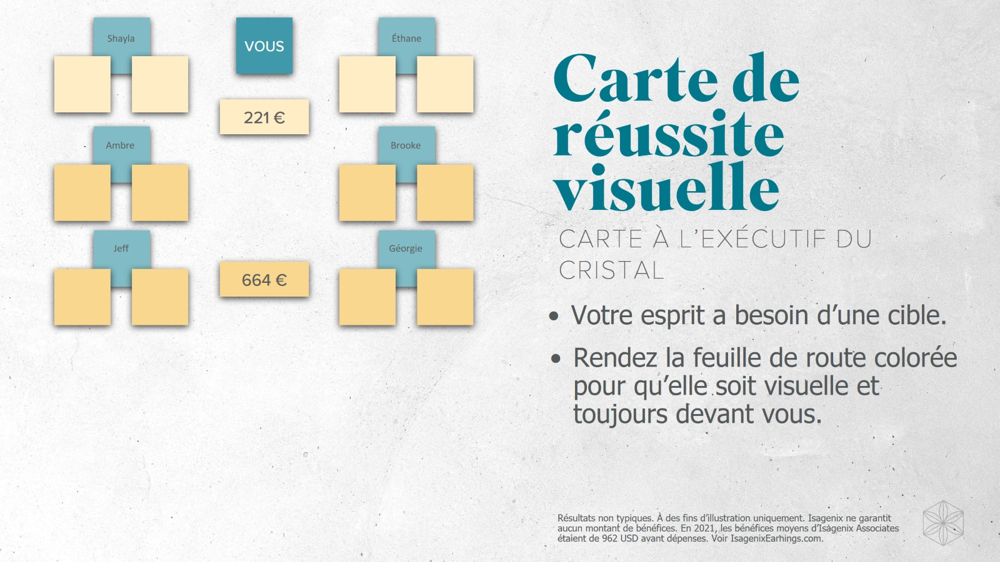 Shayla
VOUS
Éthane
221 €
Ambre
Brooke
Jeff
Géorgie
664 €
Carte de
réussite
visuelle
CARTE À L’EXÉCUTIF DU
CRISTAL
• Votre esprit a besoin d’une cible.
• Rendez la feuille de route colorée
pour qu’elle soit visuelle et
toujours devant vous.
Résultats non typiques. À des fins d’illustration uniquement. Isagenix ne garantit
aucun montant de bénéfices. En 2021, les bénéfices moyens d’Isagenix Associates
étaient de 962 USD avant dépenses. Voir IsagenixEarhings.com.